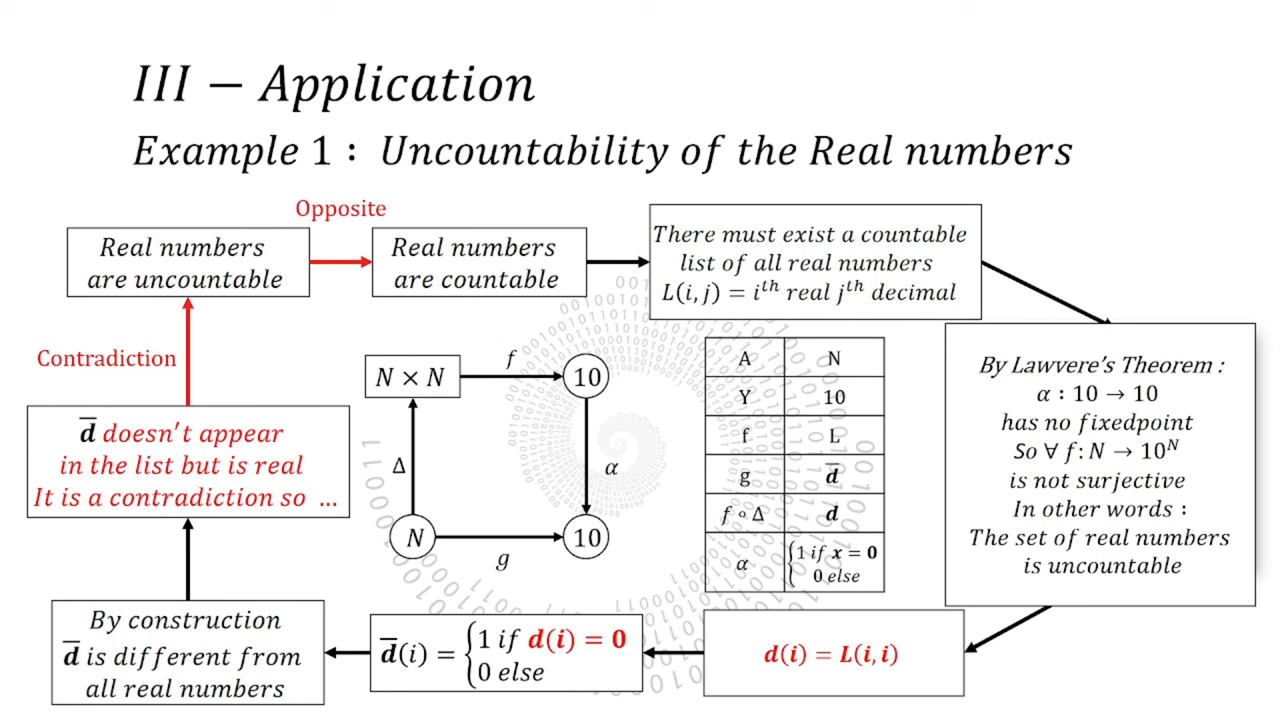 III − Application
Example 1 : Uncountability of the Real numbers
Opposite
Real numbers
are uncountable
Real numbers
are countable
There must exist a countable
list of all real numbers
L(i, j) = iᵗʰ real jᵗʰ decimal
By Lawvere's Theorem :
α : 10 → 10
has no fixedpoint
So ∀ f: N → 10ᴺ
is not surjective
In other words :
The set of real numbers
is uncountable
d(i) = L(i, i)
d̅(i) = { 1 if d(i) = 0
0 else
By construction
d̅ is different from
all real numbers
d̅ doesn't appear
in the list but is real
It is a contradiction so …
Contradiction
N × N
f
10
Δ
α
N
g
10
A N
Y 10
f L
g d̅
f ∘ Δ d
α { 1 if x = 0
0 else